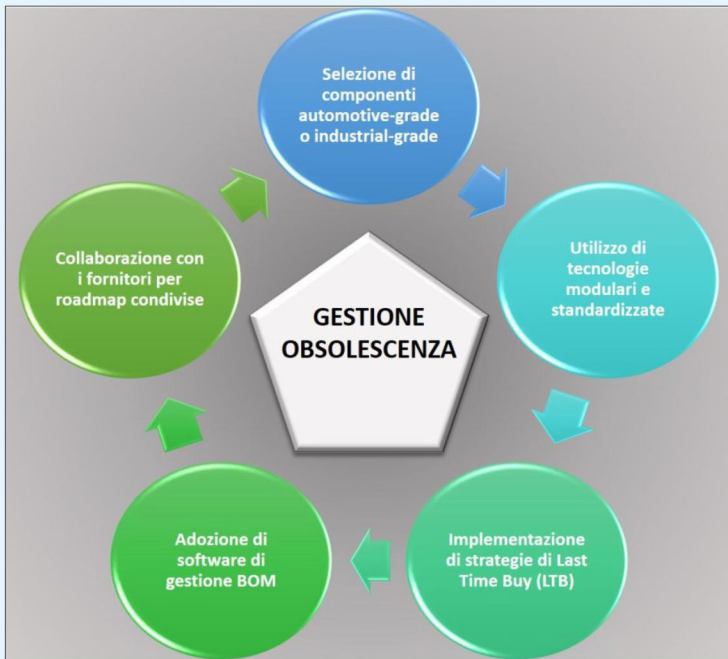 Selezione di
componenti
automotive-grade
o industrial-grade
Utilizzo di
tecnologie
modulari e
standardizzate
Implementazione
di strategie di Last
Time Buy (LTB)
Adozione di
software di
gestione BOM
Collaborazione con
i fornitori per
roadmap condivise
GESTIONE
OBSOLESCENZA